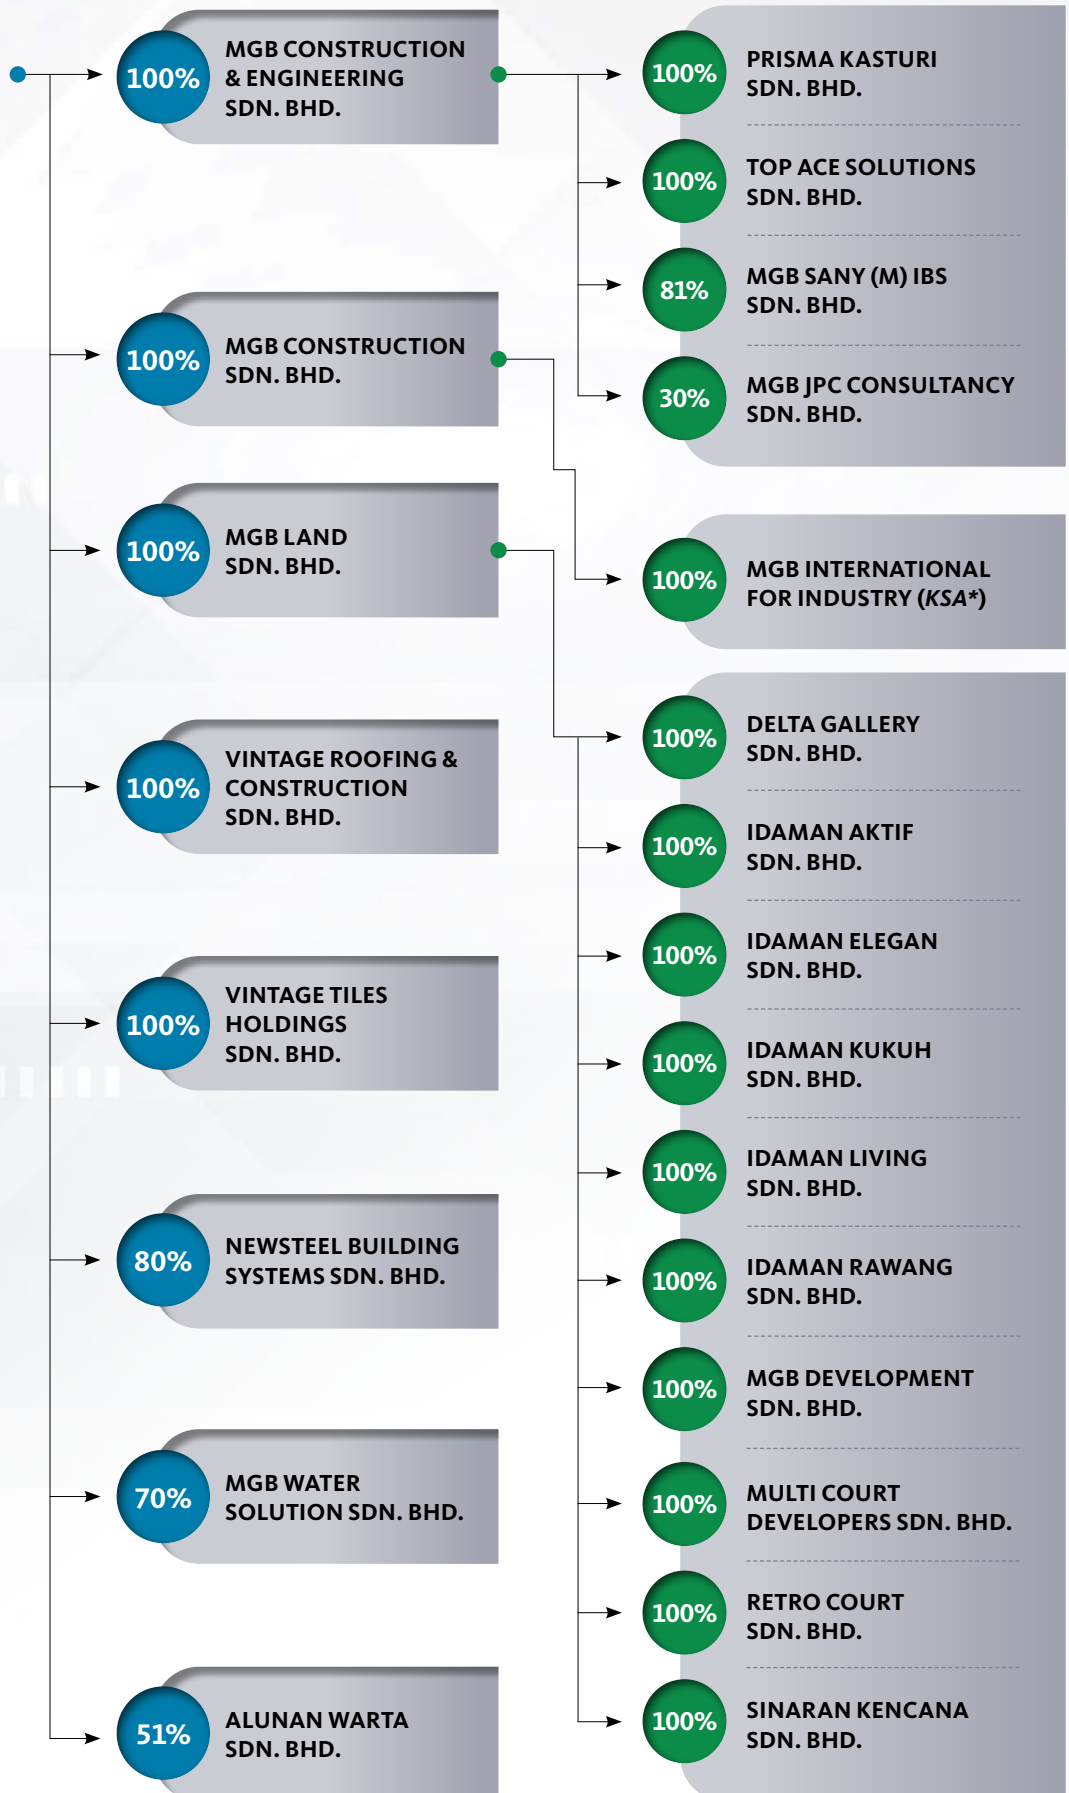 100%
MGB CONSTRUCTION
& ENGINEERING
SDN. BHD.
100%
MGB CONSTRUCTION
SDN. BHD.
100%
MGB LAND
SDN. BHD.
100%
VINTAGE ROOFING &
CONSTRUCTION
SDN. BHD.
100%
VINTAGE TILES
HOLDINGS
SDN. BHD.
80%
NEWSTEEL BUILDING
SYSTEMS SDN. BHD.
70%
MGB WATER
SOLUTION SDN. BHD.
51%
ALUNAN WARTA
SDN. BHD.
100%
PRISMA KASTURI
SDN. BHD.
100%
TOP ACE SOLUTIONS
SDN. BHD.
81%
MGB SANY (M) IBS
SDN. BHD.
30%
MGB JPC CONSULTANCY
SDN. BHD.
100%
MGB INTERNATIONAL
FOR INDUSTRY (KSA*)
100%
DELTA GALLERY
SDN. BHD.
100%
IDAMAN AKTIF
SDN. BHD.
100%
IDAMAN ELEGAN
SDN. BHD.
100%
IDAMAN KUKUH
SDN. BHD.
100%
IDAMAN LIVING
SDN. BHD.
100%
IDAMAN RAWANG
SDN. BHD.
100%
MGB DEVELOPMENT
SDN. BHD.
100%
MULTI COURT
DEVELOPERS SDN. BHD.
100%
RETRO COURT
SDN. BHD.
100%
SINARAN KENCANA
SDN. BHD.